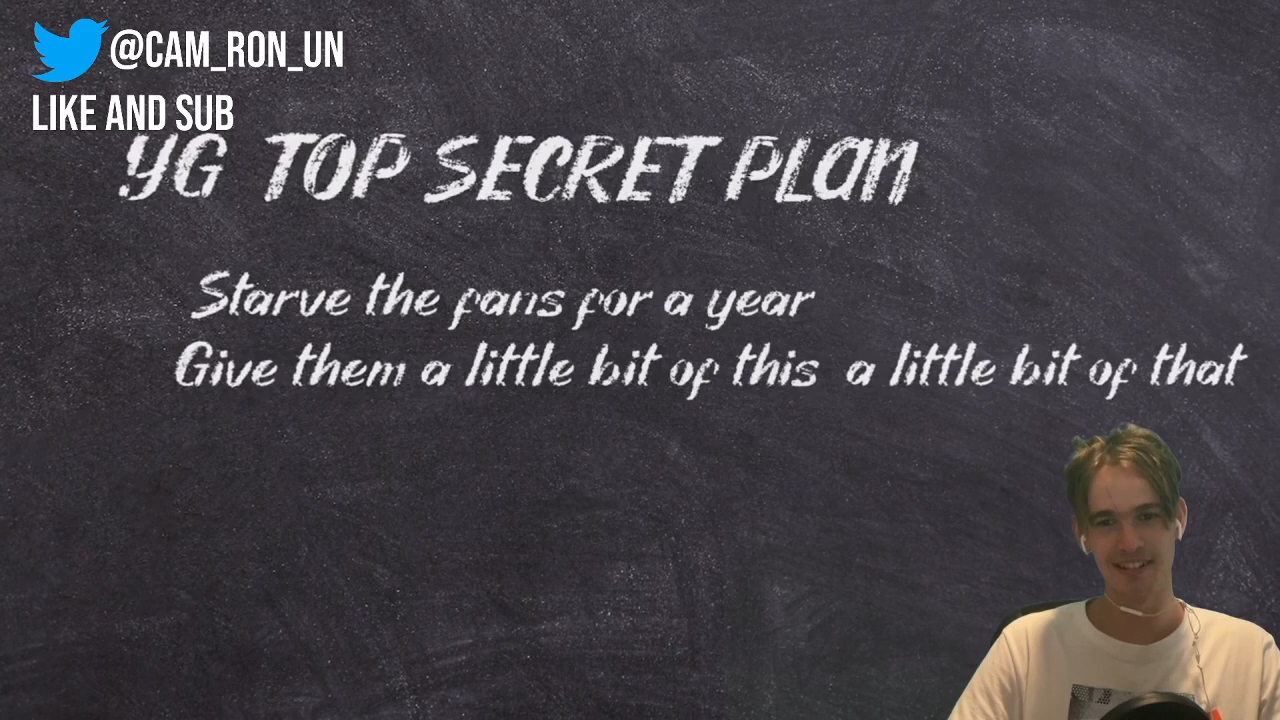 @CAM_RON_UN
LIKE AND SUB
YG TOP SECRET PLAN
Starve the fans for a year
Give them a little bit of this a little bit of that